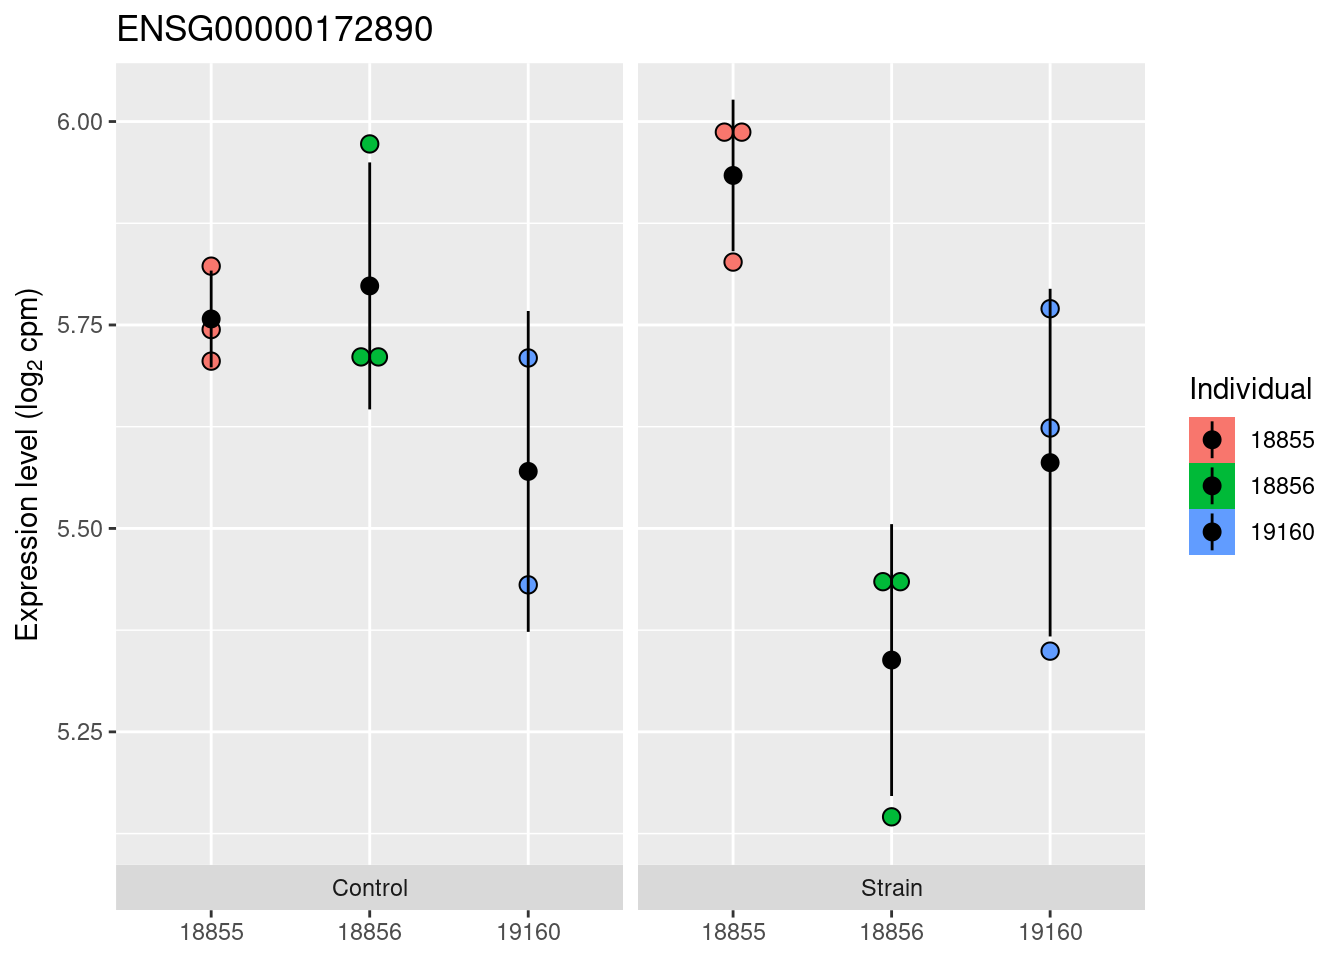 ENSG00000172890
Expression level (log2 cpm)
6.00
5.75
5.50
5.25
Control
Strain
18855
18856
19160
18855
18856
19160
Individual
18855
18856
19160